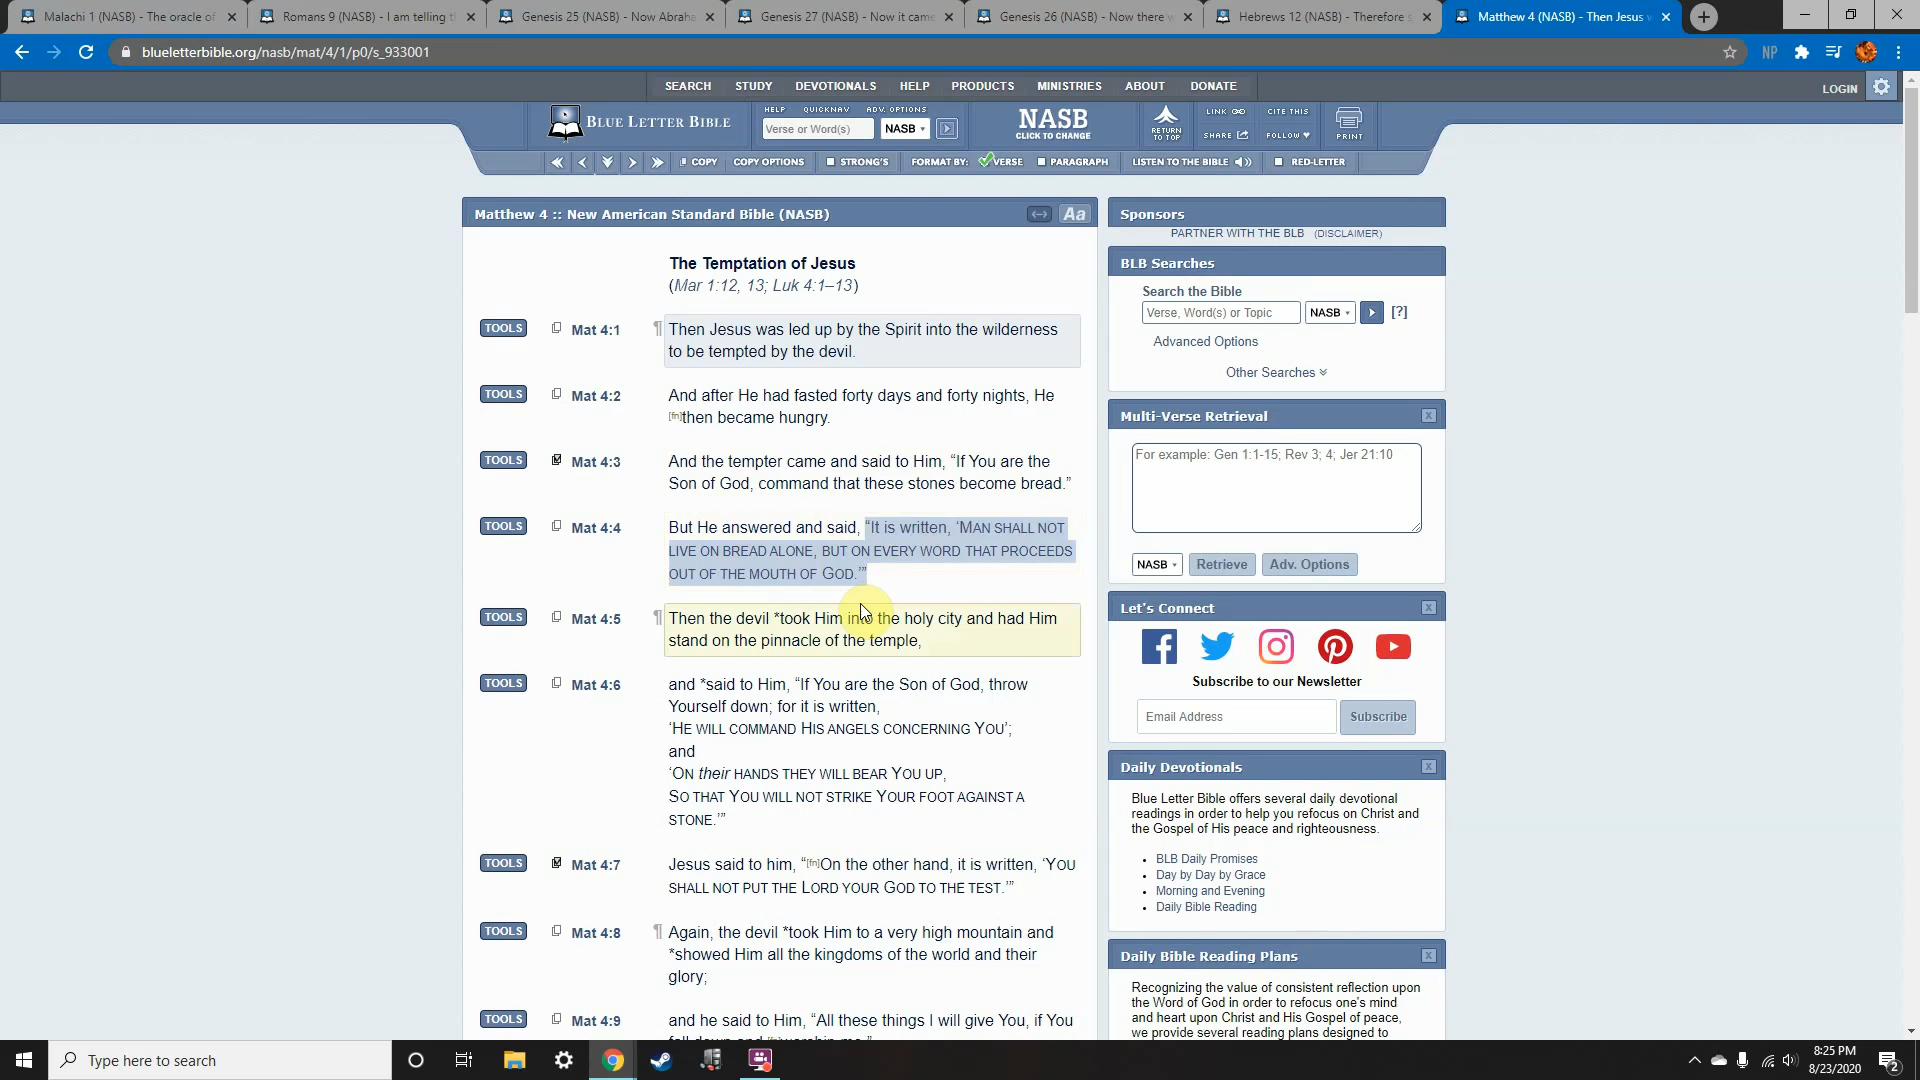 Malachi 1 (NASB) - The oracle of
Romans 9 (NASB) - I am telling th
Genesis 25 (NASB) - Now Abraha
Genesis 27 (NASB) - Now it came
Genesis 26 (NASB) - Now there w
Hebrews 12 (NASB) - Therefore s
Matthew 4 (NASB) - Then Jesus w
blueletterbible.org/nasb/mat/4/1/p0/s_933001
NP
SEARCH STUDY DEVOTIONALS HELP PRODUCTS MINISTRIES ABOUT DONATE
LOGIN
BLUE LETTER BIBLE
HELP QUICKNAV ADV. OPTIONS
Verse or Word(s) NASB
NASB
CLICK TO CHANGE
RETURN
TO TOP
LINK CITE THIS
SHARE FOLLOW
PRINT
COPY COPY OPTIONS STRONG'S FORMAT BY: VERSE PARAGRAPH LISTEN TO THE BIBLE RED-LETTER
Matthew 4 :: New American Standard Bible (NASB)
Aa
The Temptation of Jesus
(Mar 1:12, 13; Luk 4:1–13)
TOOLS Mat 4:1 ¶ Then Jesus was led up by the Spirit into the wilderness
to be tempted by the devil.
TOOLS Mat 4:2 And after He had fasted forty days and forty nights, He
[fn]then became hungry.
TOOLS Mat 4:3 And the tempter came and said to Him, “If You are the
Son of God, command that these stones become bread.”
TOOLS Mat 4:4 But He answered and said, “It is written, ‘MAN SHALL NOT
LIVE ON BREAD ALONE, BUT ON EVERY WORD THAT PROCEEDS
OUT OF THE MOUTH OF GOD.’”
TOOLS Mat 4:5 ¶ Then the devil *took Him into the holy city and had Him
stand on the pinnacle of the temple,
TOOLS Mat 4:6 and *said to Him, “If You are the Son of God, throw
Yourself down; for it is written,
‘HE WILL COMMAND HIS ANGELS CONCERNING YOU’;
and
‘ON their HANDS THEY WILL BEAR YOU UP,
SO THAT YOU WILL NOT STRIKE YOUR FOOT AGAINST A
STONE.’”
TOOLS Mat 4:7 Jesus said to him, “[fn]On the other hand, it is written, ‘YOU
SHALL NOT PUT THE LORD YOUR GOD TO THE TEST.’”
TOOLS Mat 4:8 ¶ Again, the devil *took Him to a very high mountain and
*showed Him all the kingdoms of the world and their
glory;
TOOLS Mat 4:9 and he said to Him, “All these things I will give You, if You
Sponsors
PARTNER WITH THE BLB (DISCLAIMER)
BLB Searches
Search the Bible
Verse, Word(s) or Topic NASB [?]
Advanced Options
Other Searches
Multi-Verse Retrieval x
For example: Gen 1:1-15; Rev 3; 4; Jer 21:10
NASB Retrieve Adv. Options
Let's Connect x
Subscribe to our Newsletter
Email Address Subscribe
Daily Devotionals x
Blue Letter Bible offers several daily devotional
readings in order to help you refocus on Christ and
the Gospel of His peace and righteousness.
• BLB Daily Promises
• Day by Day by Grace
• Morning and Evening
• Daily Bible Reading
Daily Bible Reading Plans x
Recognizing the value of consistent reflection upon
the Word of God in order to refocus one's mind
and heart upon Christ and His Gospel of peace,
we provide several reading plans designed to
Type here to search
8:25 PM
8/23/2020
2